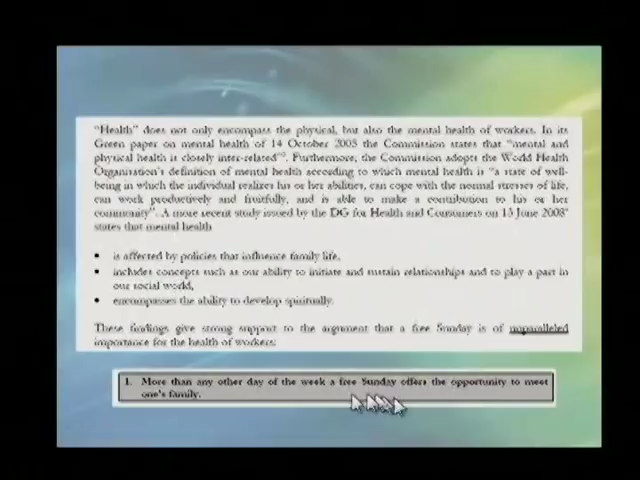 "Health" does not only encompass the physical, but also the mental health of workers. In its
Green paper on mental health of 14 October 2005 the Commission states that "mental and
physical health is closely inter-related". Furthermore, the Commission adopts the World Health
Organisation's definition of mental health according to which mental health is "a state of well-
being in which the individual realizes his or her abilities, can cope with the normal stresses of life,
can work productively and fruitfully, and is able to make a contribution to his or her
community". A more recent study issued by the DG for Health and Consumers on 13 June 2008
states that mental health
• is affected by policies that influence family life,
• includes concepts such as our ability to initiate and sustain relationships and to play a part in
our social world,
• encompasses the ability to develop spiritually.
These findings give strong support to the argument that a free Sunday is of unparalleled
importance for the health of workers:
1. More than any other day of the week a free Sunday offers the opportunity to meet
one's family.